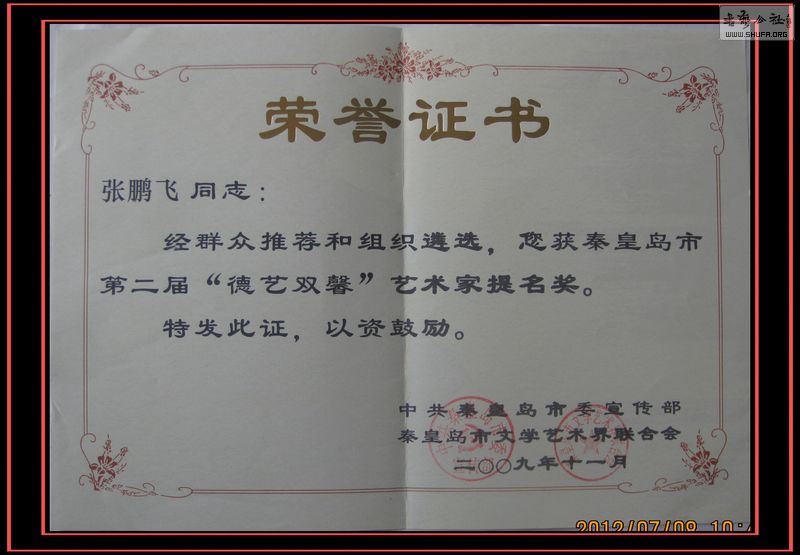 书法公社
WWW.SHUFA.ORG
荣誉证书
张鹏飞 同志：
经群众推荐和组织遴选，您获秦皇岛市
第二届“德艺双馨”艺术家提名奖。
特发此证，以资鼓励。
中共秦皇岛市委宣传部
秦皇岛市文学艺术界联合会
二〇〇九年十一月
2012/07/08 10:4